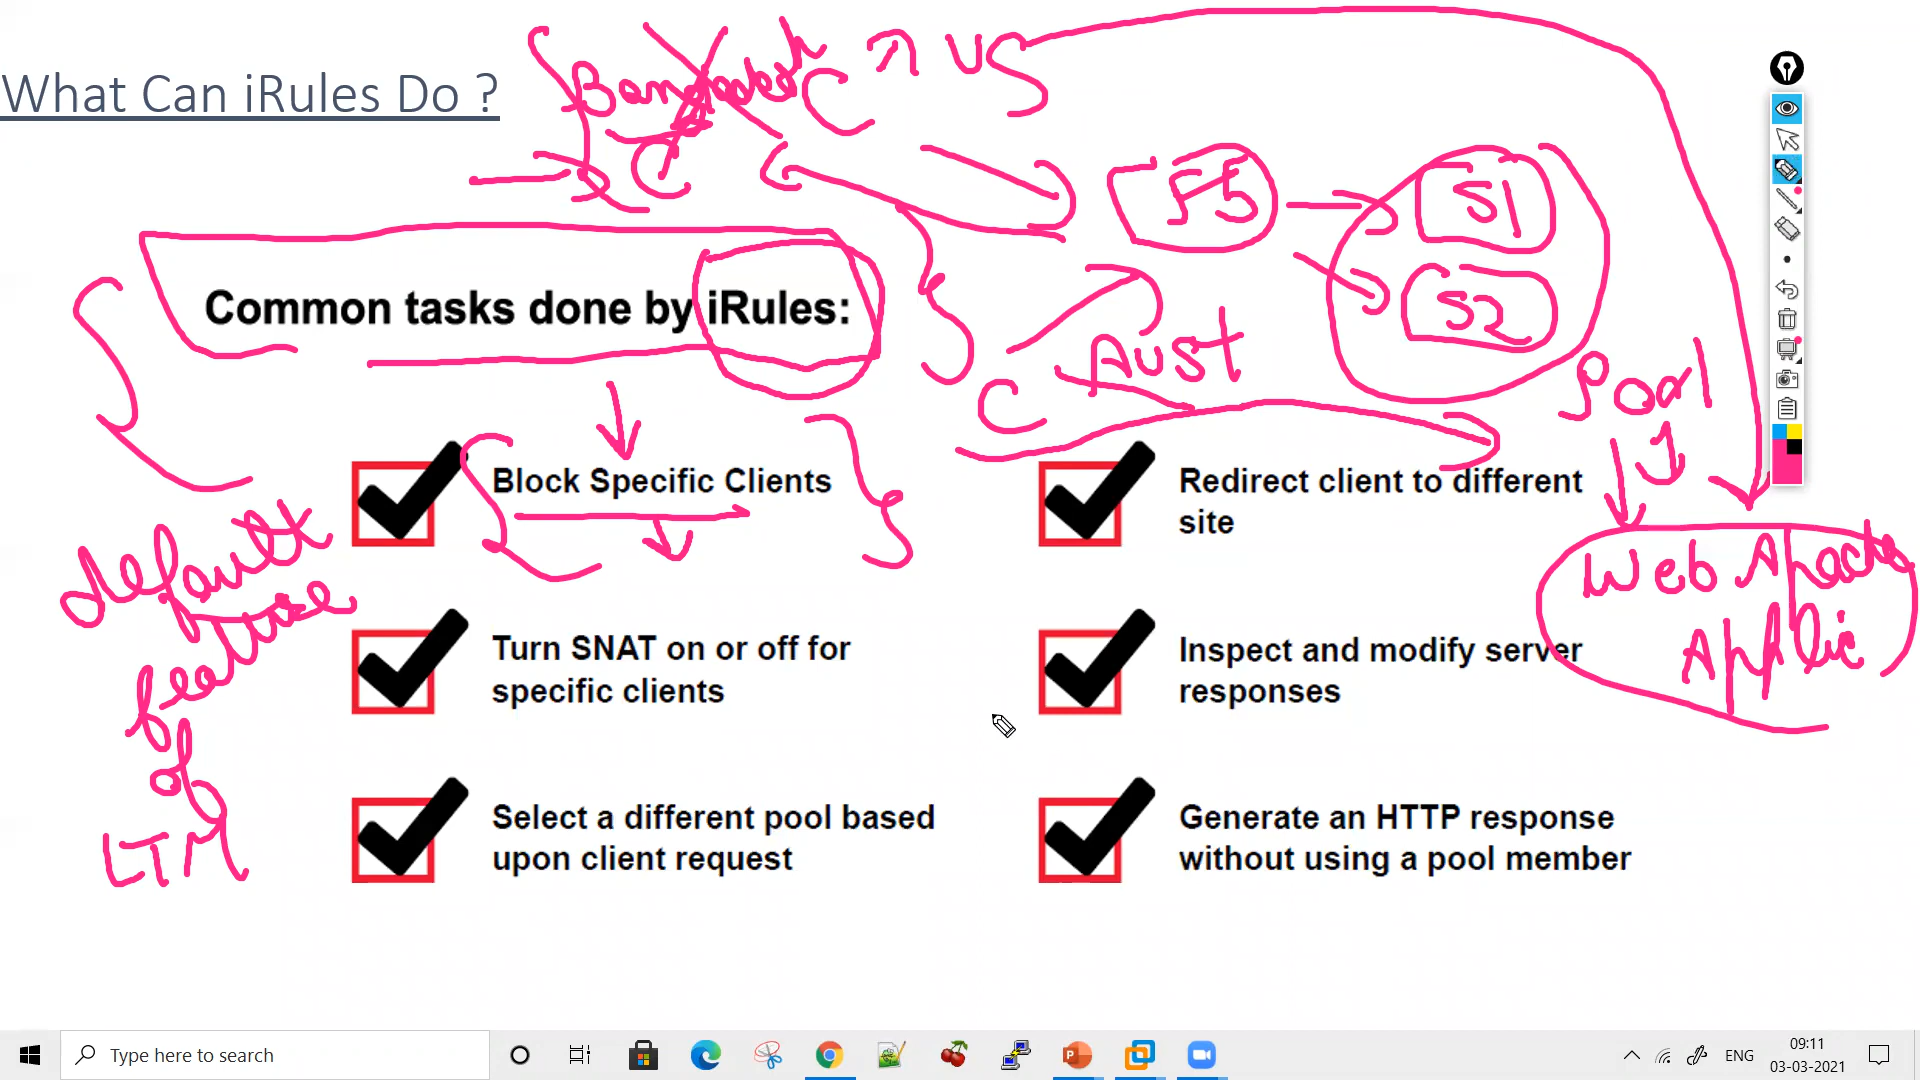 What Can iRules Do ?
Bangladesh
C
C
US
F5
S1
S2
Common tasks done by iRules:
C Aust
Pool
1
Block Specific Clients
Redirect client to different
site
Web Apache
Applic
default
feature
of
LTM
Turn SNAT on or off for
specific clients
Inspect and modify server
responses
Select a different pool based
upon client request
Generate an HTTP response
without using a pool member
Type here to search
ENG
09:11
03-03-2021